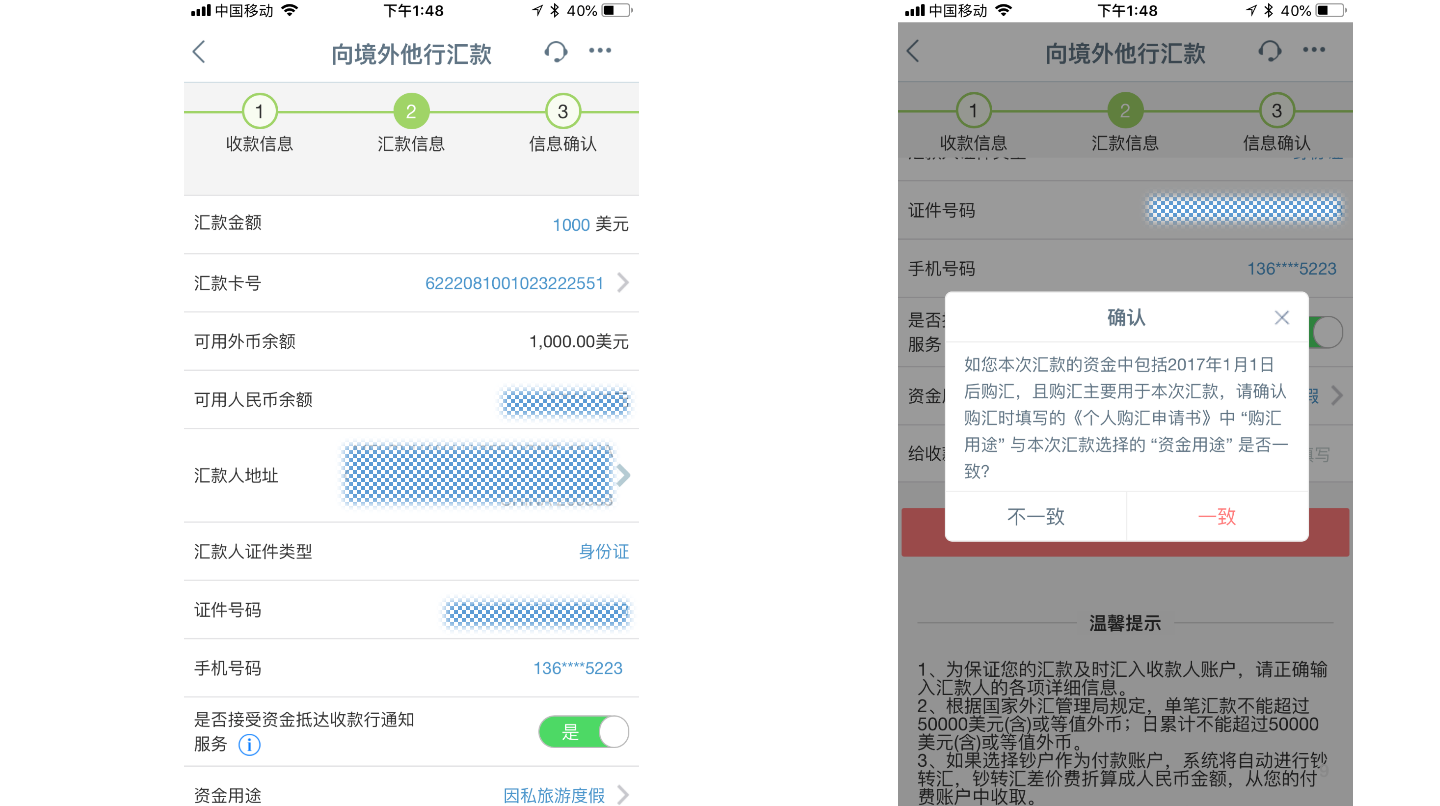 中国移动
下午1:48
40%
向境外他行汇款
1
2
3
收款信息
汇款信息
信息确认
汇款金额
1000 美元
汇款卡号
6222081001023222551
可用外币余额
1,000.00美元
可用人民币余额
汇款人地址
汇款人证件类型
身份证
证件号码
手机号码
136****5223
是否接受资金抵达收款行通知
服务
是
资金用途
因私旅游度假
中国移动
下午1:48
40%
向境外他行汇款
1
2
3
收款信息
汇款信息
信息确认
证件号码
手机号码
136****5223
是否
服务
资金
给收
填写
确认
如您本次汇款的资金中包括2017年1月1日
后购汇，且购汇主要用于本次汇款，请确认
购汇时填写的《个人购汇申请书》中 “购汇
用途” 与本次汇款选择的 “资金用途” 是否一
致?
不一致
一致
温馨提示
1、为保证您的汇款及时汇入收款人账户，请正确输
入汇款人的各项详细信息。
2、根据国家外汇管理局规定，单笔汇款不能超过
50000美元(含)或等值外币；日累计不能超过50000
美元(含)或等值外币。
3、如果选择钞户作为付款账户，系统将自动进行钞
转汇，钞转汇差价费折算成人民币金额，从您的付
费账户中收取。